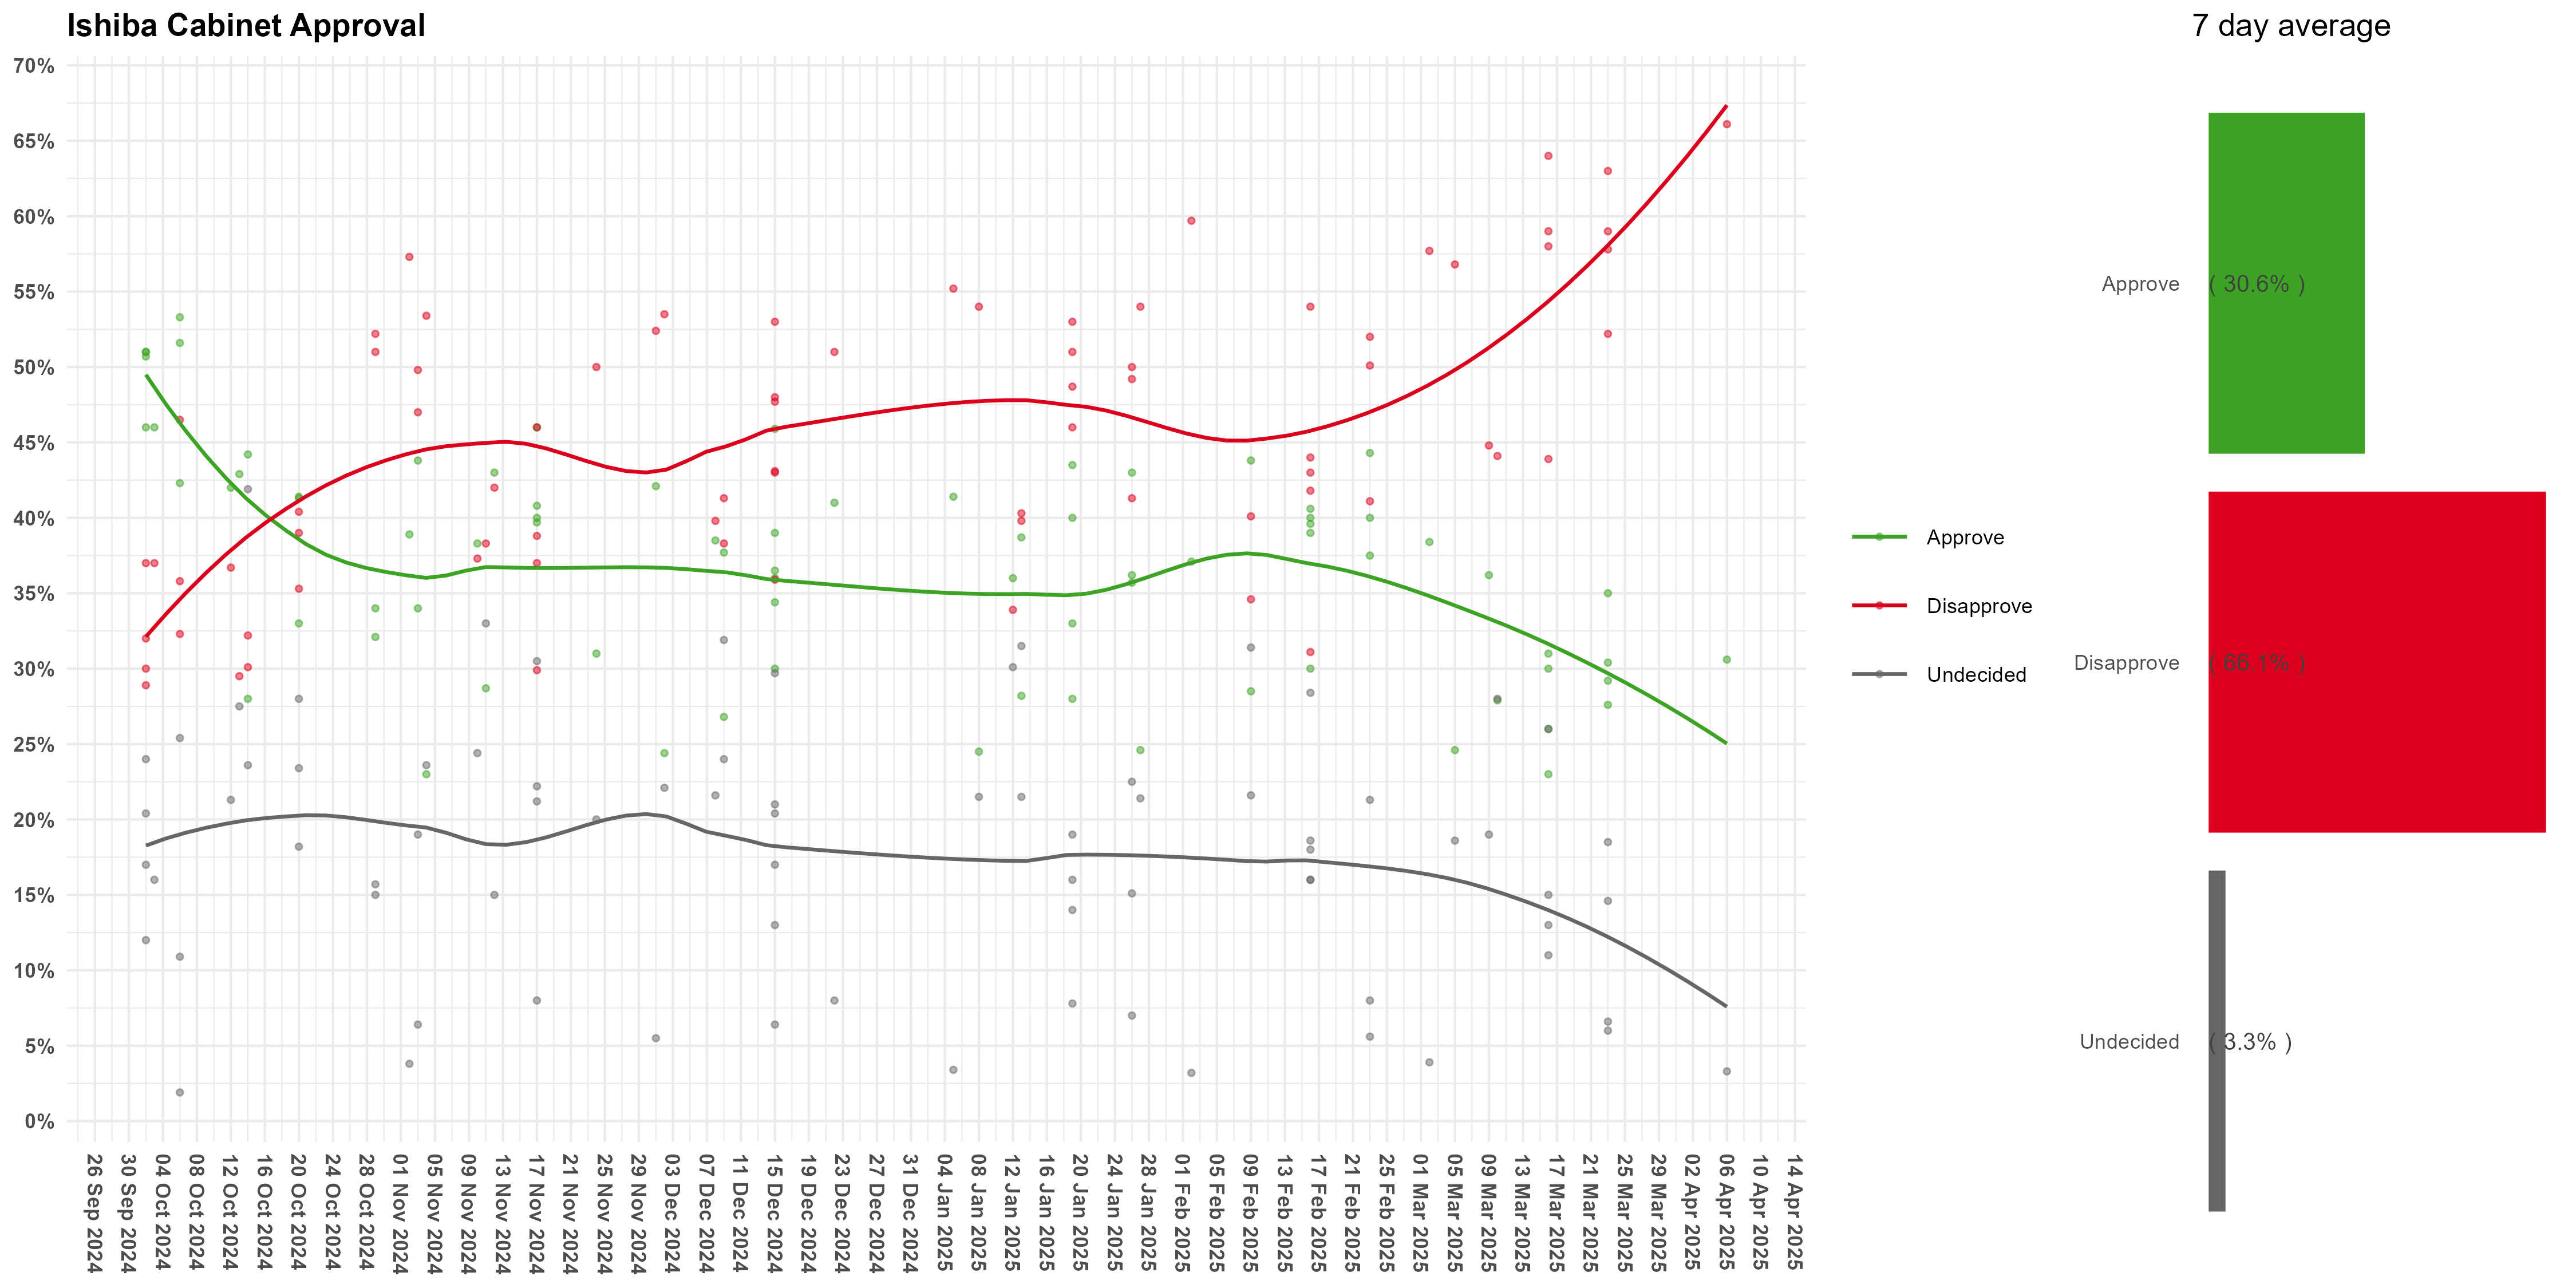 Ishiba Cabinet Approval
70%
65%
60%
55%
50%
45%
40%
35%
30%
25%
20%
15%
10%
5%
0%
26 Sep 2024
30 Sep 2024
04 Oct 2024
08 Oct 2024
12 Oct 2024
16 Oct 2024
20 Oct 2024
24 Oct 2024
28 Oct 2024
01 Nov 2024
05 Nov 2024
09 Nov 2024
13 Nov 2024
17 Nov 2024
21 Nov 2024
25 Nov 2024
29 Nov 2024
03 Dec 2024
07 Dec 2024
11 Dec 2024
15 Dec 2024
19 Dec 2024
23 Dec 2024
27 Dec 2024
31 Dec 2024
04 Jan 2025
08 Jan 2025
12 Jan 2025
16 Jan 2025
20 Jan 2025
24 Jan 2025
28 Jan 2025
01 Feb 2025
05 Feb 2025
09 Feb 2025
13 Feb 2025
17 Feb 2025
21 Feb 2025
25 Feb 2025
01 Mar 2025
05 Mar 2025
09 Mar 2025
13 Mar 2025
17 Mar 2025
21 Mar 2025
25 Mar 2025
29 Mar 2025
02 Apr 2025
06 Apr 2025
10 Apr 2025
14 Apr 2025
Approve
Disapprove
Undecided
7 day average
Approve ( 30.6% )
Disapprove ( 66.1% )
Undecided ( 3.3% )